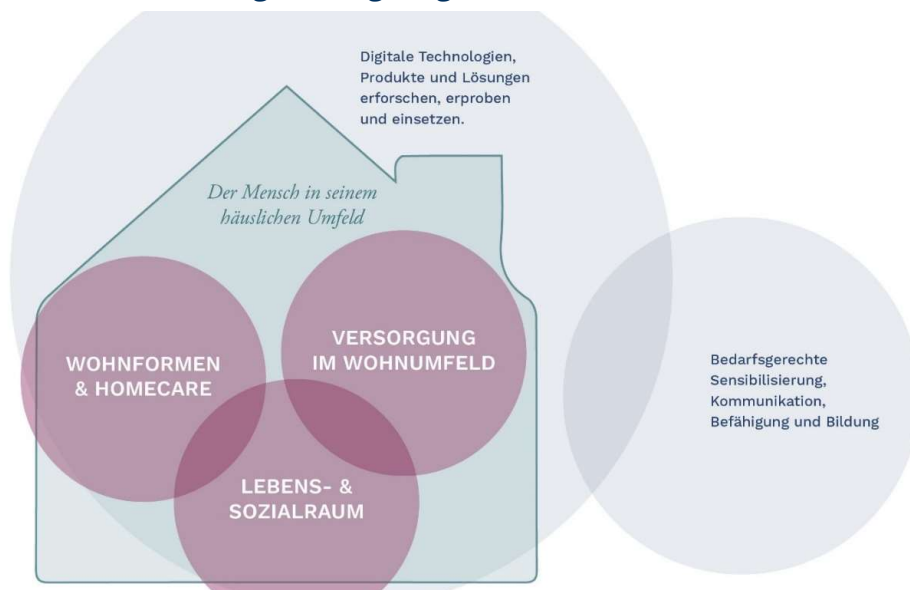 Digitale Technologien,
Produkte und Lösungen
erforschen, erproben
und einsetzen.
Der Mensch in seinem
häuslichen Umfeld
VERSORGUNG
IM WOHNUMFELD
WOHNFORMEN
& HOMECARE
Bedarfsgerechte
Sensibilisierung,
Kommunikation,
Befähigung und Bildung
LEBENS- &
SOZIALRAUM